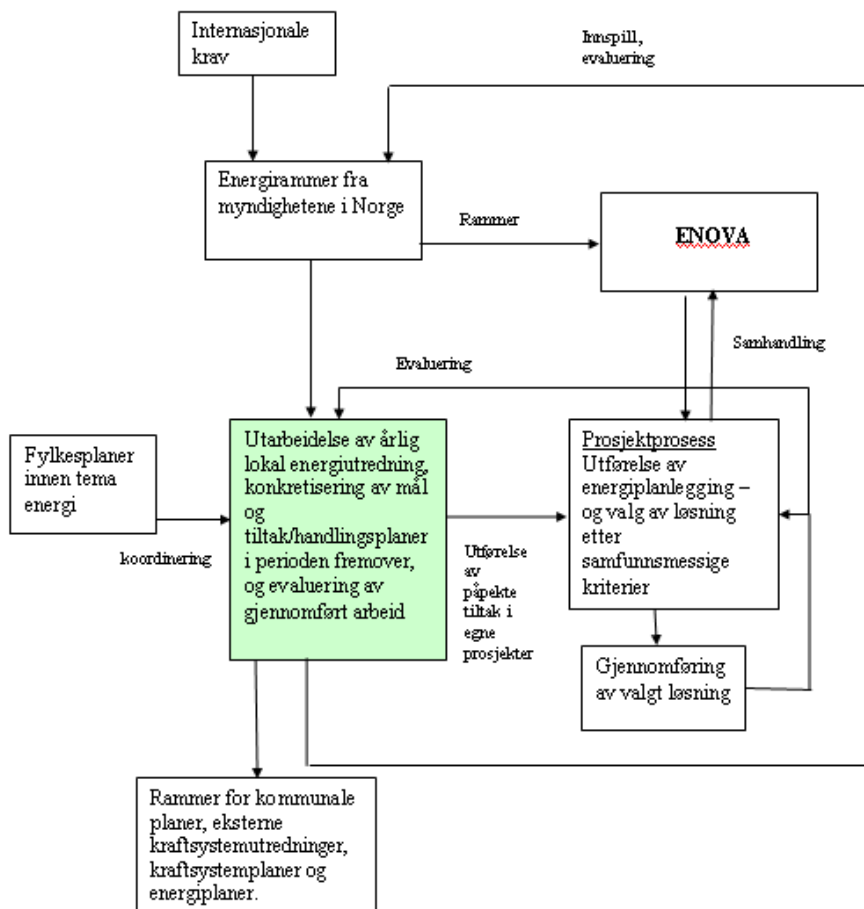 Internasjonale
krav
Innspill,
evaluering
Energirammer fra
myndighetene i Norge
Rammer
ENOVA
Samhandling
Evaluering
Fylkesplaner
innen tema
energi
koordinering
Utarbeidelse av årlig
lokal energiutredning,
konkretisering av mål
og
tiltak/handlingsplaner
i perioden fremover,
og evaluering av
gjennomført arbeid
Utførelse
av
påpekte
tiltak i
egne
prosjekter
Prosjektprosess
Utførelse av
energiplanlegging –
og valg av løsning
etter
samfunnsmessige
kriterier
Gjennomføring
av valgt løsning
Rammer for kommunale
planer, eksterne
kraftsystemutredninger,
kraftsystemplaner og
energiplaner.